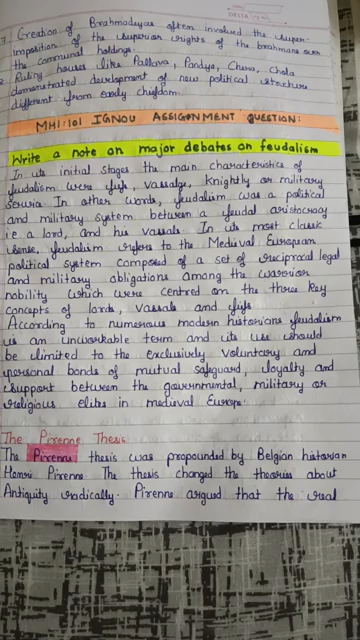 DELTA
Creation of Brahmadeyas often involved the super-
imposition of the superior rights of the brahmans over
the communal holdings.
Ruling houses like Pallava, Pandya, Chera, Chola
demonstrated development of new political structure
different from early chiefdom.
MHI:101 IGNOU ASSIGNMENT QUESTION:
Write a note on major debates on feudalism
In its initial stages the main characteristics of
feudalism were fiefs, vassalage, knightly or military
service. In other words, feudalism was a political
and military system between a feudal aristocracy
i.e a lord, and his vassals. In its most classic
sense, feudalism refers to the Medieval European
political system composed of a set of reciprocal legal
and military obligations among the warrior
nobility which were centred on the three key
concepts of lords, vassals and fiefs.
According to numerous modern historians feudalism
is an unworkable term and its use should
be limited to the exclusively voluntary and
personal bonds of mutual safeguard, loyalty and
support between the governmental, military or
religious elites in medieval Europe.
The Pirenne Thesis
The Pirenne thesis was propounded by Belgian historian
Henri Pirenne. The thesis changed the theories about
Antiquity radically. Pirenne argued that the real